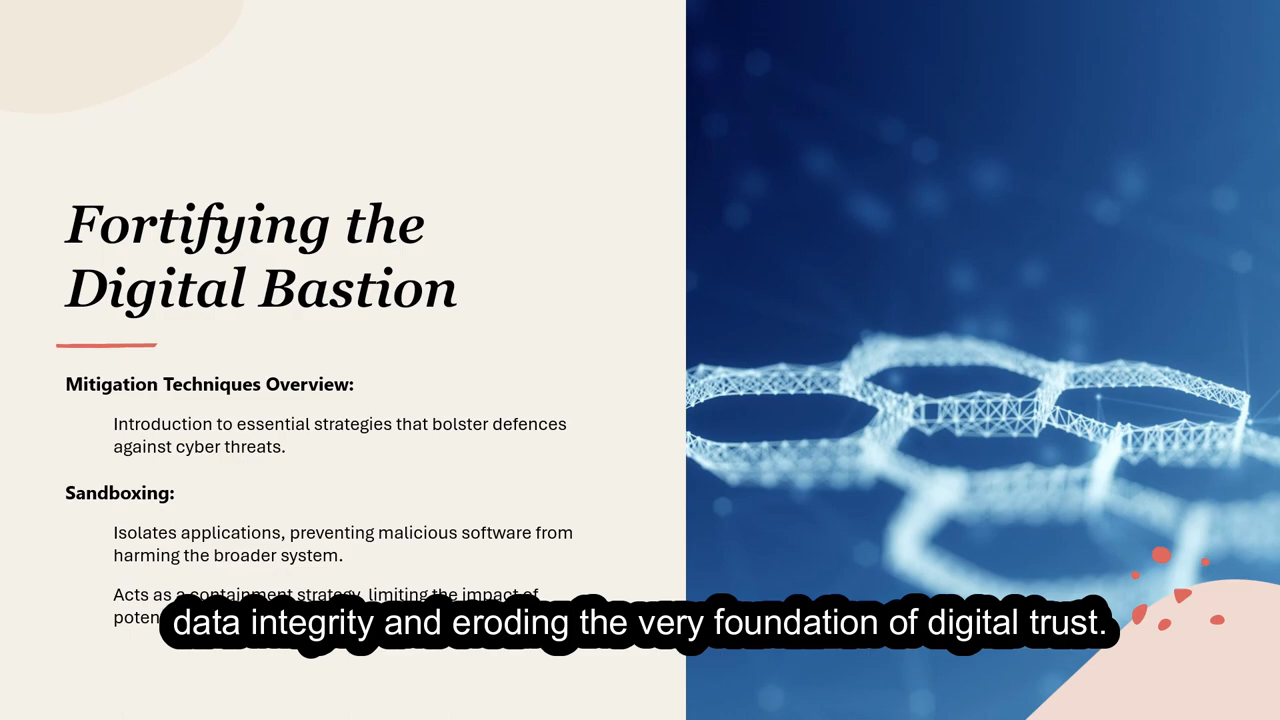 Fortifying the
Digital Bastion
Mitigation Techniques Overview:
Introduction to essential strategies that bolster defences
against cyber threats.
Sandboxing:
Isolates applications, preventing malicious software from
harming the broader system.
Acts as a containment strategy, limiting the impact of
data integrity and eroding the very foundation of digital trust.